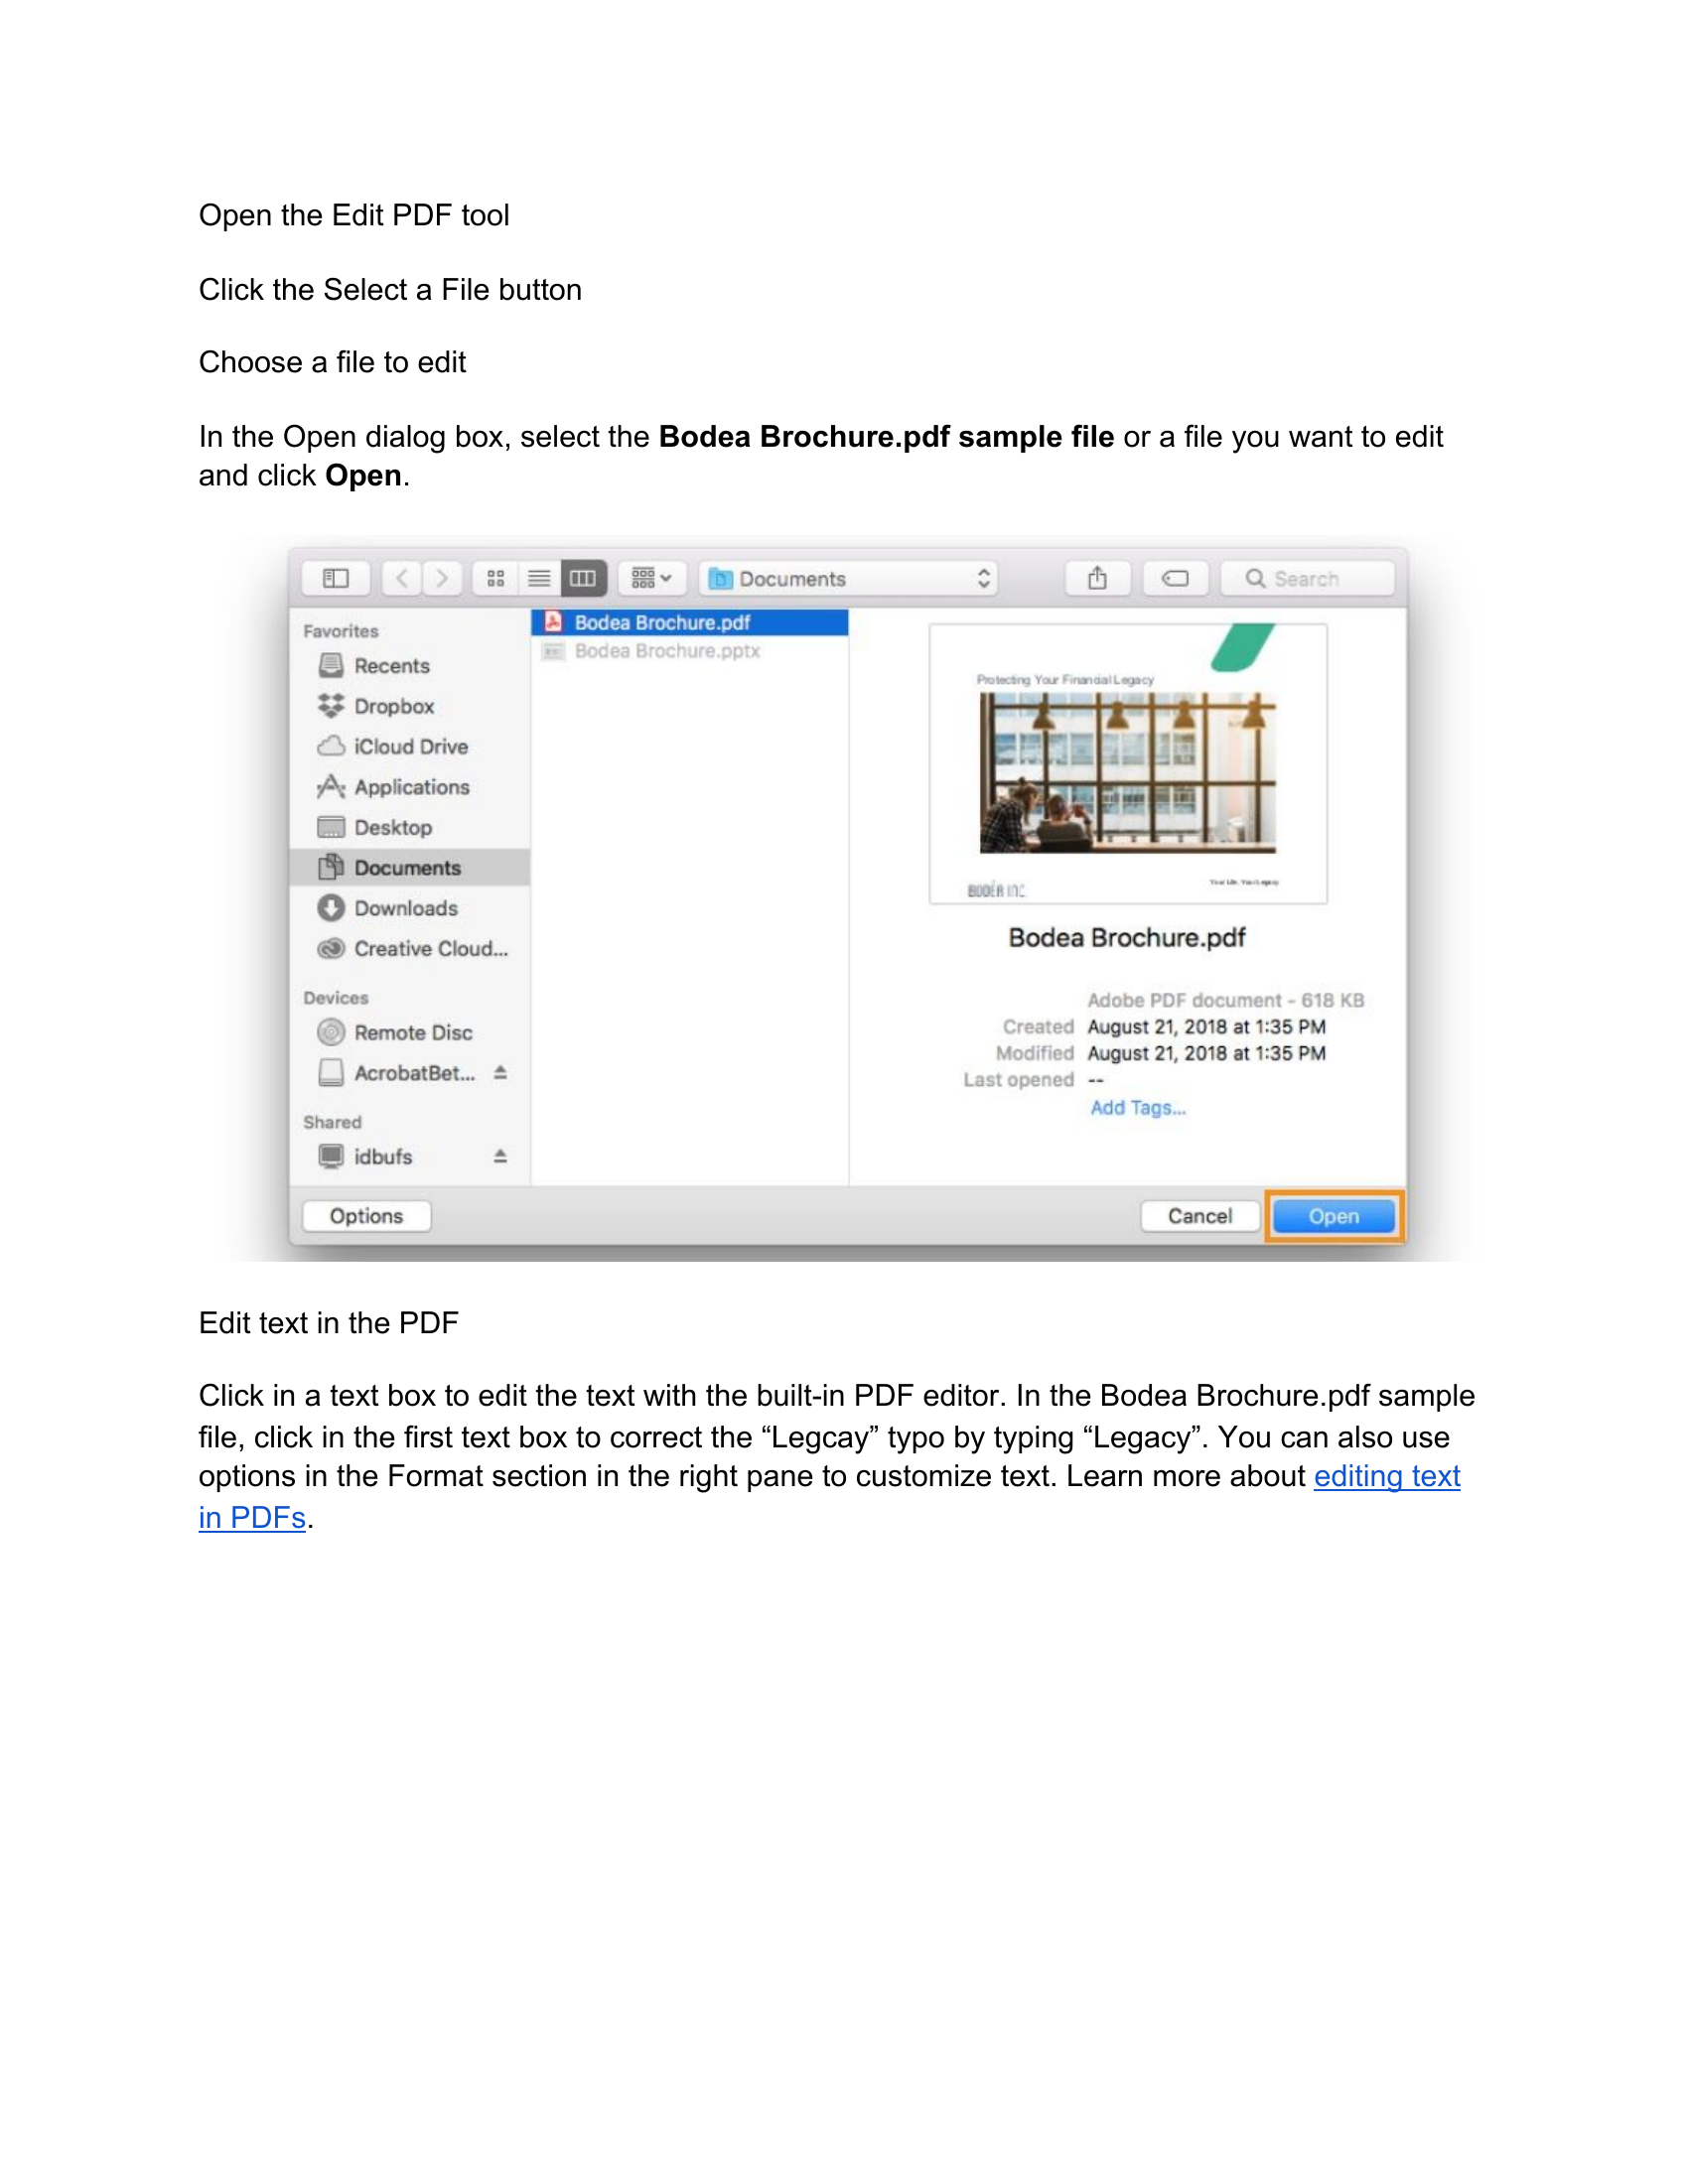 Open the Edit PDF tool
Click the Select a File button
Choose a file to edit
In the Open dialog box, select the Bodea Brochure.pdf sample file or a file you want to edit
and click Open.
Documents
Search
Favorites
Recents
Dropbox
iCloud Drive
Applications
Desktop
Documents
Downloads
Creative Cloud...
Devices
Remote Disc
AcrobatBet...
Shared
idbufs
Bodea Brochure.pdf
Bodea Brochure.pptx
Protecting Your Financial Legacy
BODEA INC
Your Life, Your Legacy
Bodea Brochure.pdf
Adobe PDF document - 618 KB
Created August 21, 2018 at 1:35 PM
Modified August 21, 2018 at 1:35 PM
Last opened --
Add Tags...
Options
Cancel
Open
Edit text in the PDF
Click in a text box to edit the text with the built-in PDF editor. In the Bodea Brochure.pdf sample
file, click in the first text box to correct the “Legcay” typo by typing “Legacy”. You can also use
options in the Format section in the right pane to customize text. Learn more about editing text
in PDFs.